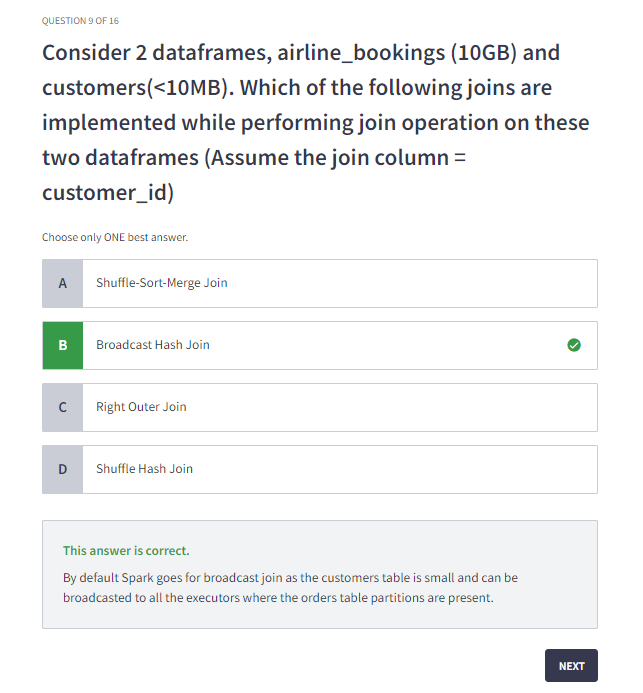 QUESTION 9 OF 16
Consider 2 dataframes, airline_bookings (10GB) and
customers(<10MB). Which of the following joins are
implemented while performing join operation on these
two dataframes (Assume the join column =
customer_id)
Choose only ONE best answer.
A Shuffle-Sort-Merge Join
B Broadcast Hash Join
C Right Outer Join
D Shuffle Hash Join
This answer is correct.
By default Spark goes for broadcast join as the customers table is small and can be
broadcasted to all the executors where the orders table partitions are present.
NEXT